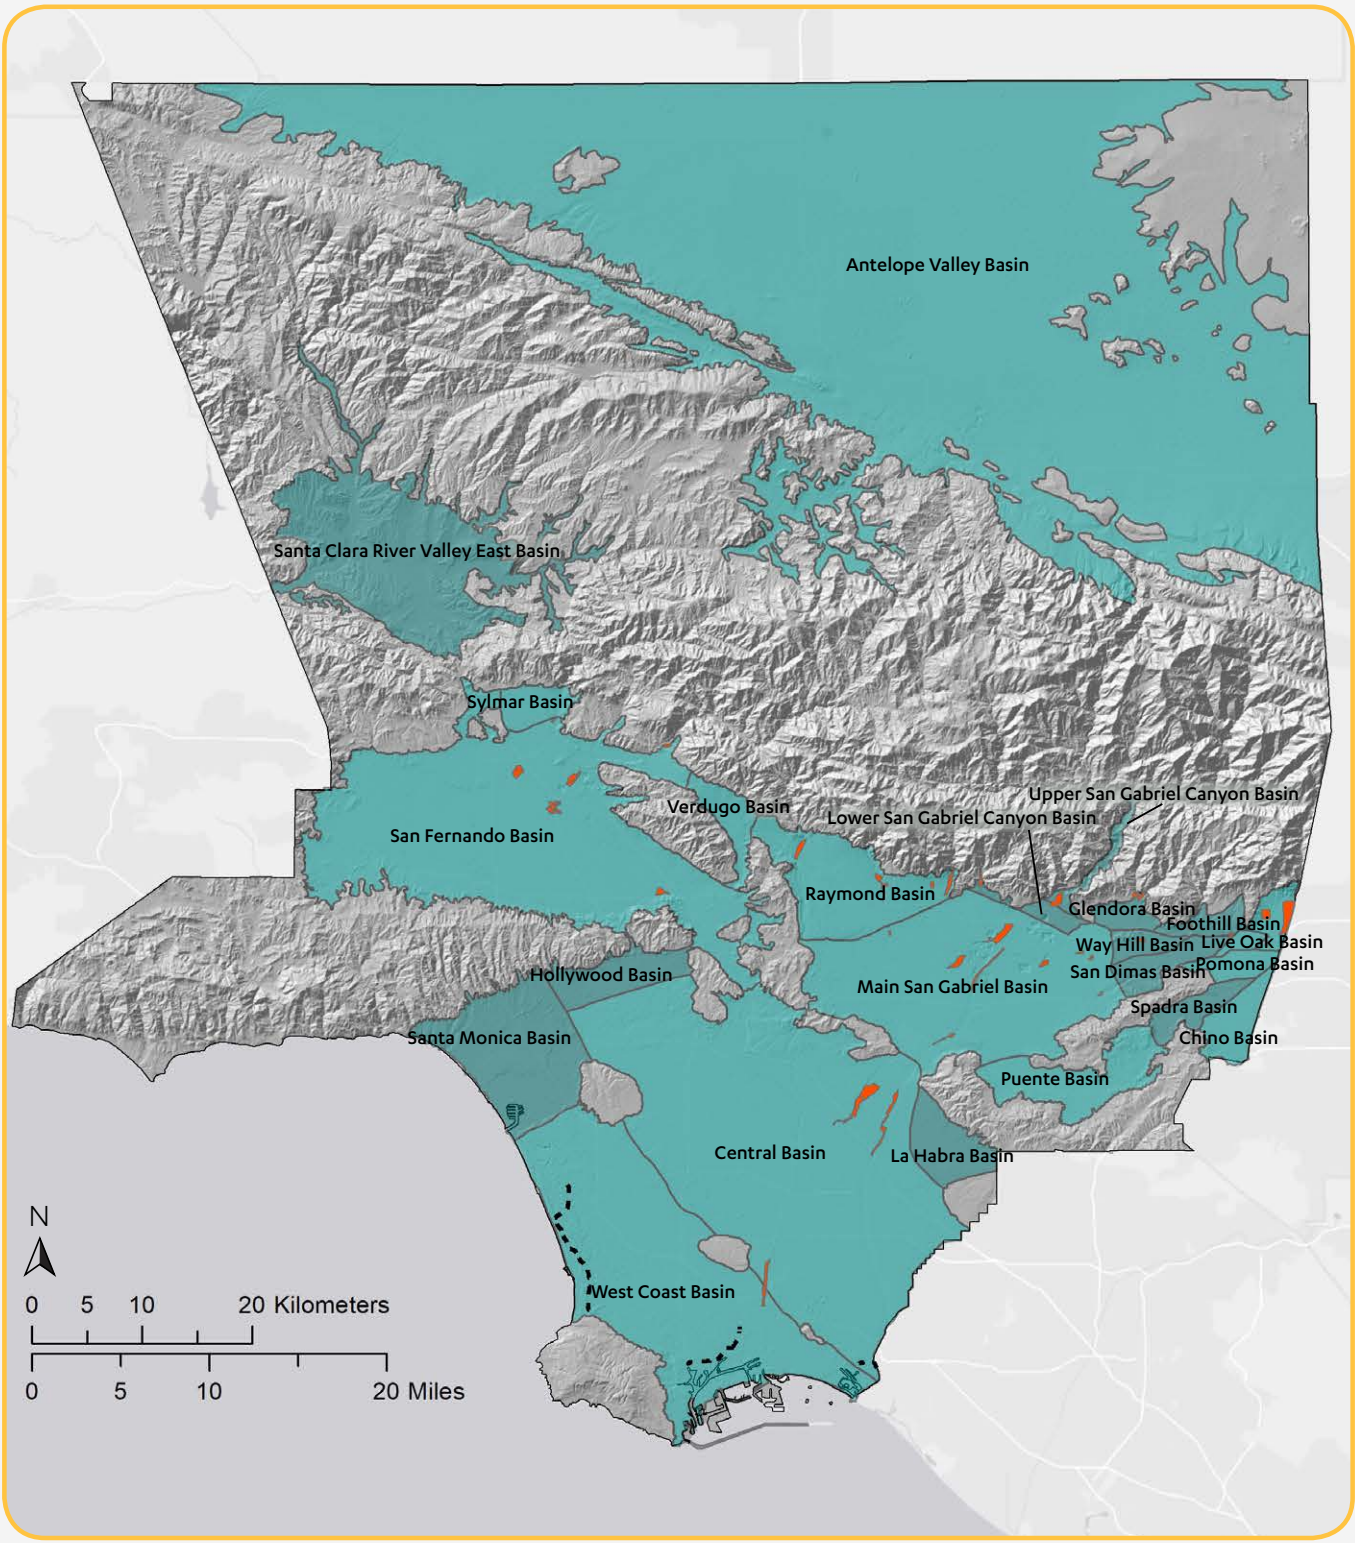 Antelope Valley Basin
Santa Clara River Valley East Basin
Sylmar Basin
Upper San Gabriel Canyon Basin
Verdugo Basin
Lower San Gabriel Canyon Basin
San Fernando Basin
Raymond Basin
Glendora Basin
Foothill Basin
Way Hill Basin
Live Oak Basin
San Dimas Basin
Pomona Basin
Hollywood Basin
Main San Gabriel Basin
Spadra Basin
Santa Monica Basin
Chino Basin
Puente Basin
Central Basin
La Habra Basin
West Coast Basin
N
0 5 10 20 Kilometers
0 5 10 20 Miles